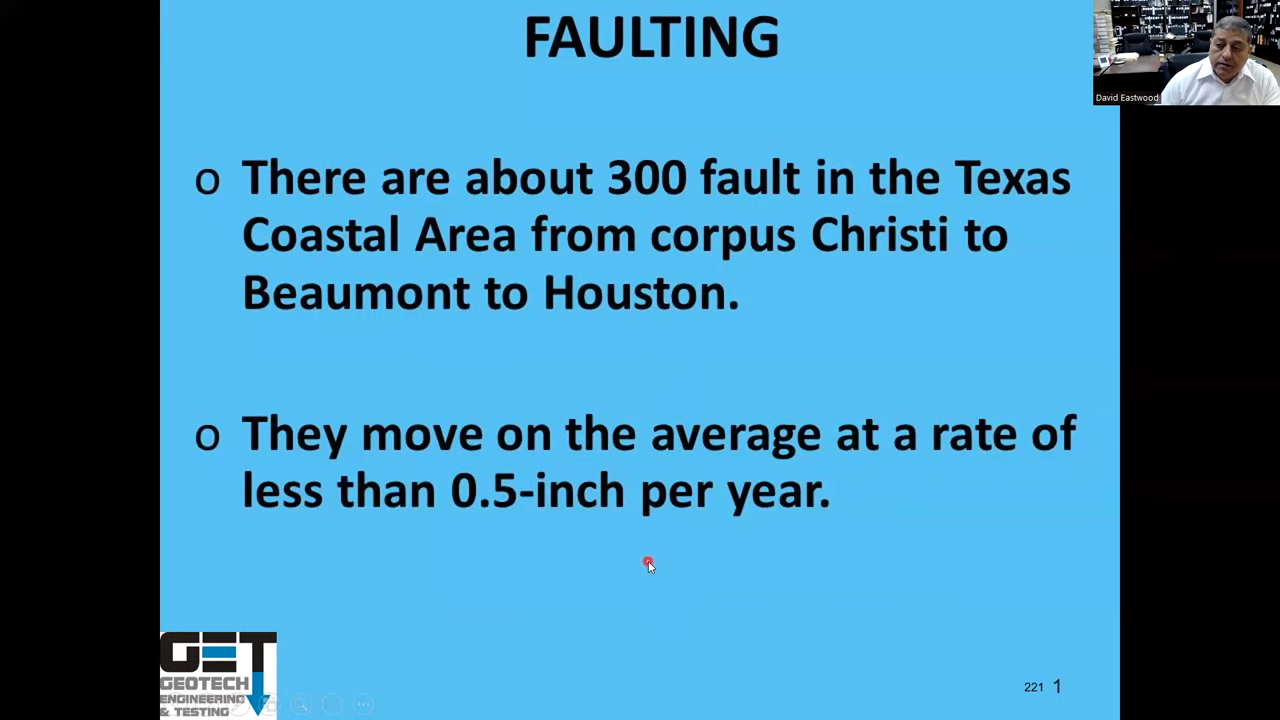 FAULTING
David Eastwood
o There are about 300 fault in the Texas
Coastal Area from corpus Christi to
Beaumont to Houston.
o They move on the average at a rate of
less than 0.5-inch per year.
GET
GEOTECH
ENGINEERING
& TESTING
221 1